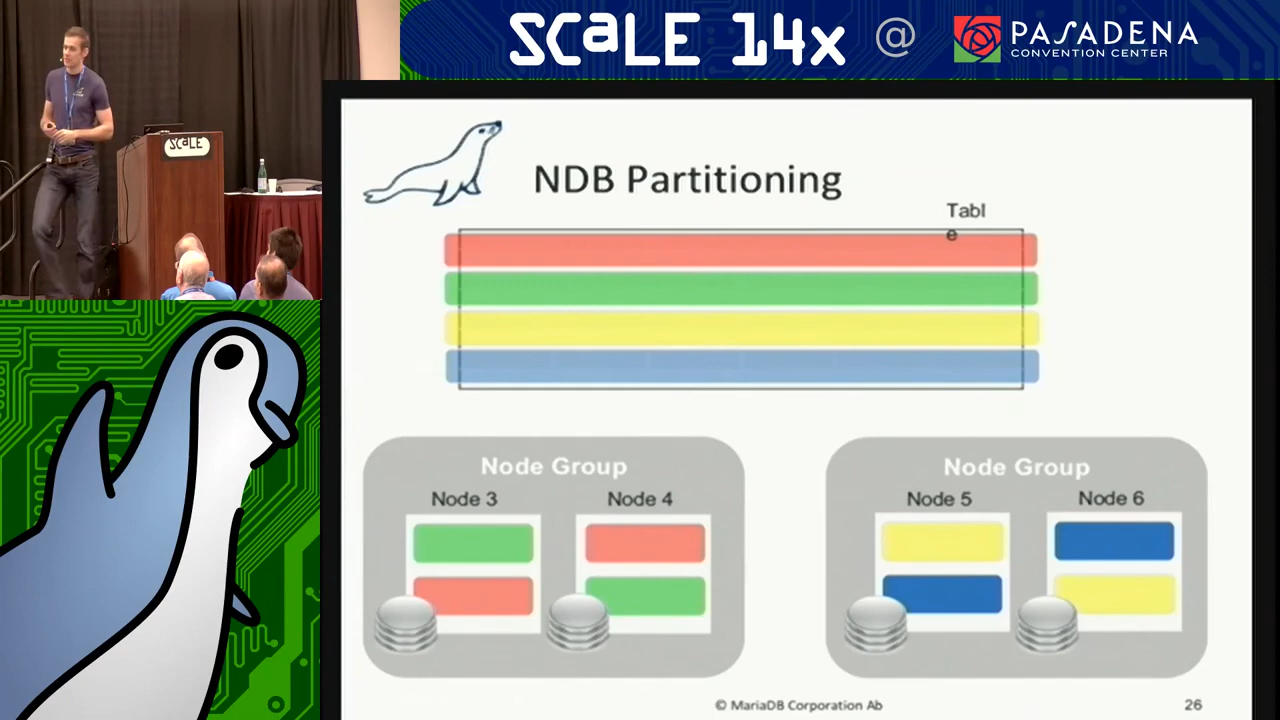 SCaLE 14x @ PASADENA
CONVENTION CENTER
SCaLE
NDB Partitioning
Tabl
e
Node Group
Node 3
Node 4
Node Group
Node 5
Node 6
© MariaDB Corporation Ab
26